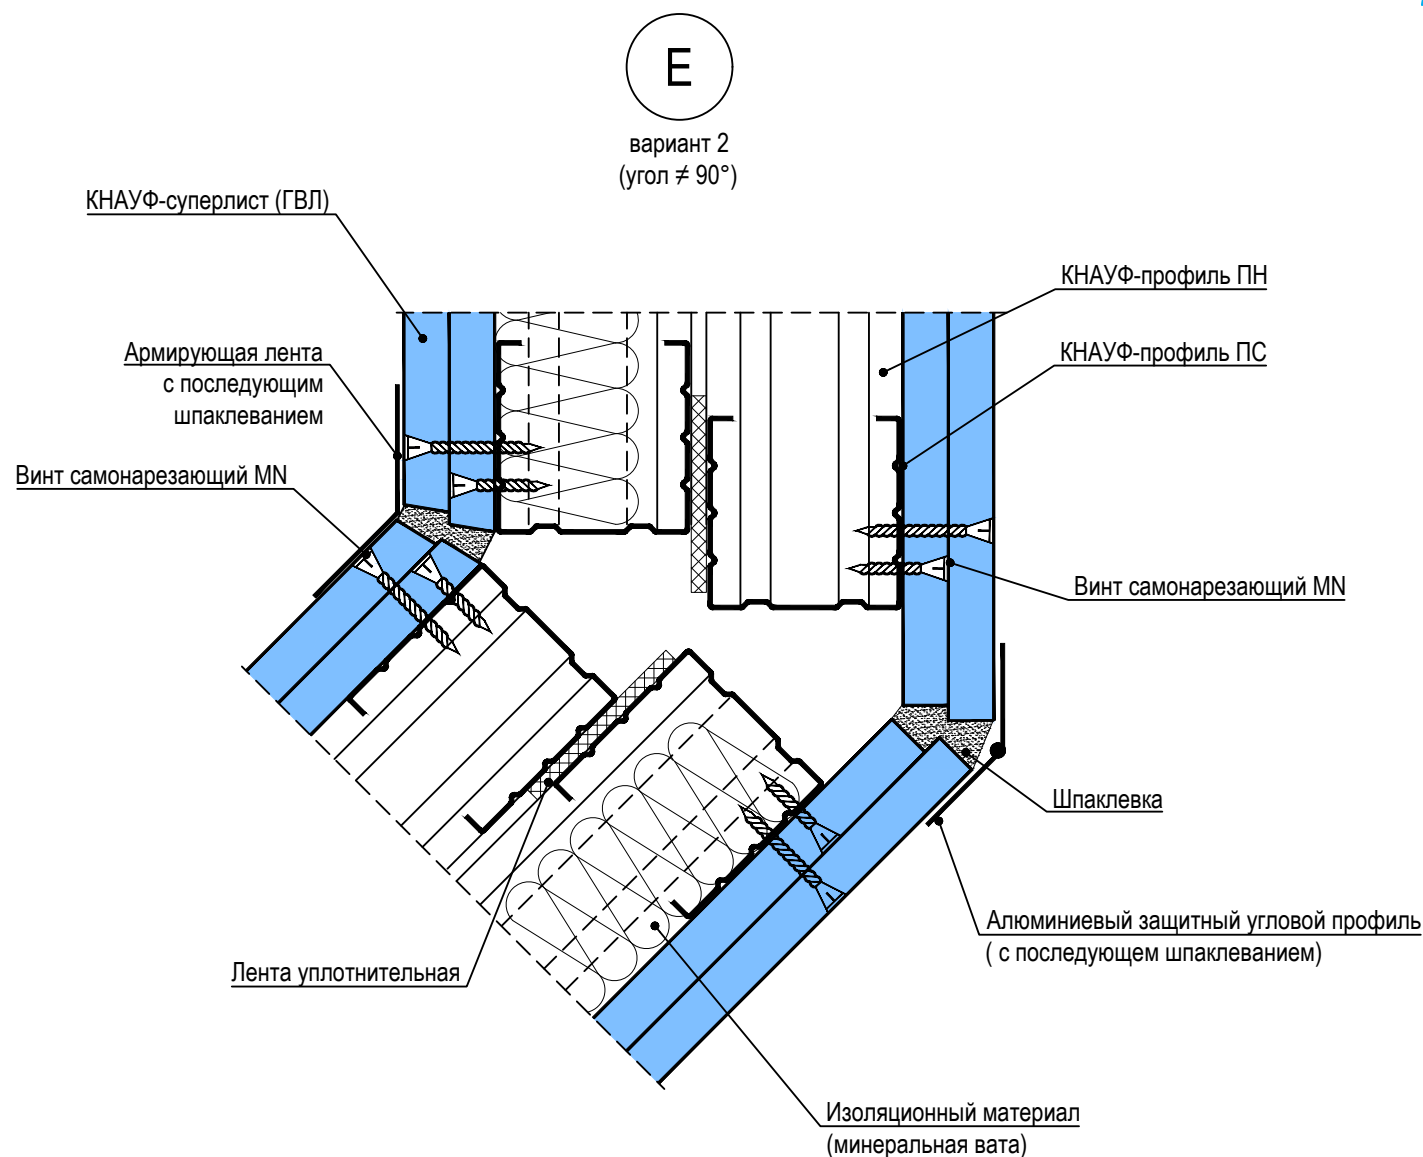 E
вариант 2
(угол ≠ 90°)
КНАУФ-суперлист (ГВЛ)
КНАУФ-профиль ПН
Армирующая лента
с последующим
шпаклеванием
КНАУФ-профиль ПС
Винт самонарезающий MN
Винт самонарезающий MN
Шпаклевка
Алюминиевый защитный угловой профиль
( с последующем шпаклеванием)
Лента уплотнительная
Изоляционный материал
(минеральная вата)